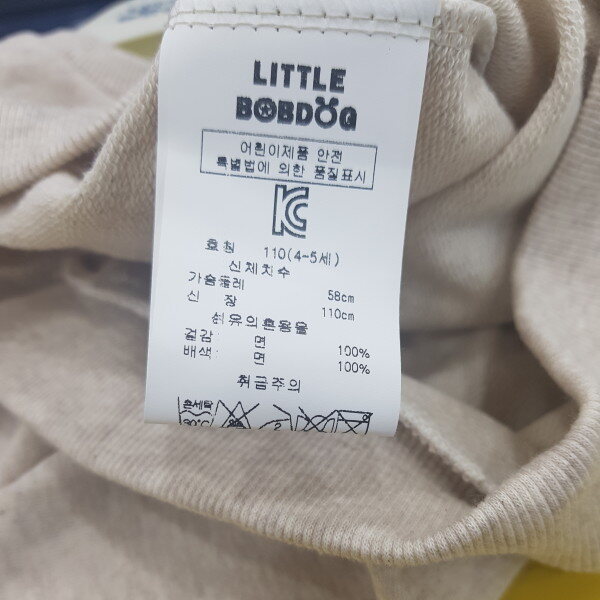 LITTLE
BOBDOG
어린이제품 안전
특별법에 의한 품질표시
KC
호칭 110(4~5세)
신체치수
가슴둘레 58cm
신 장 110cm
섬유의혼용율
겉감: 면 100%
배색: 면 100%
취급주의
30℃